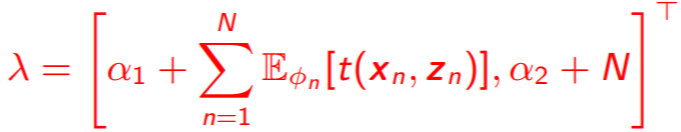 λ = [α₁ + ∑ₙ₌₁ᴺ 𝔼_{ϕₙ}[t(xₙ, zₙ)], α₂ + N]^⊤